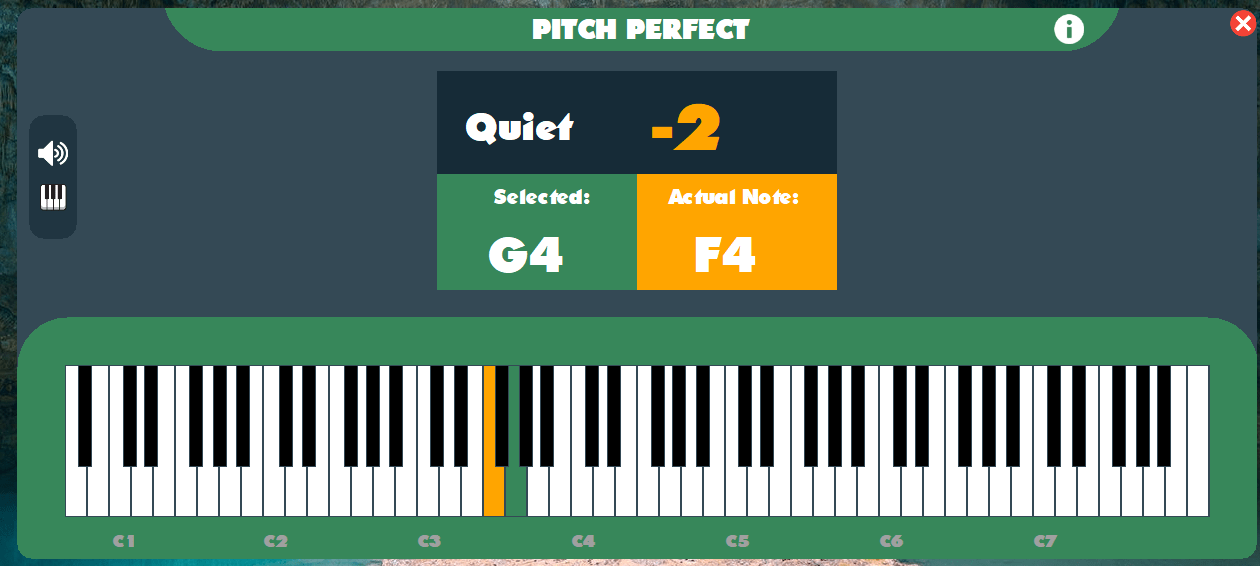 PITCH PERFECT
Quiet -2
Selected: Actual Note:
G4 F4
C1 C2 C3 C4 C5 C6 C7